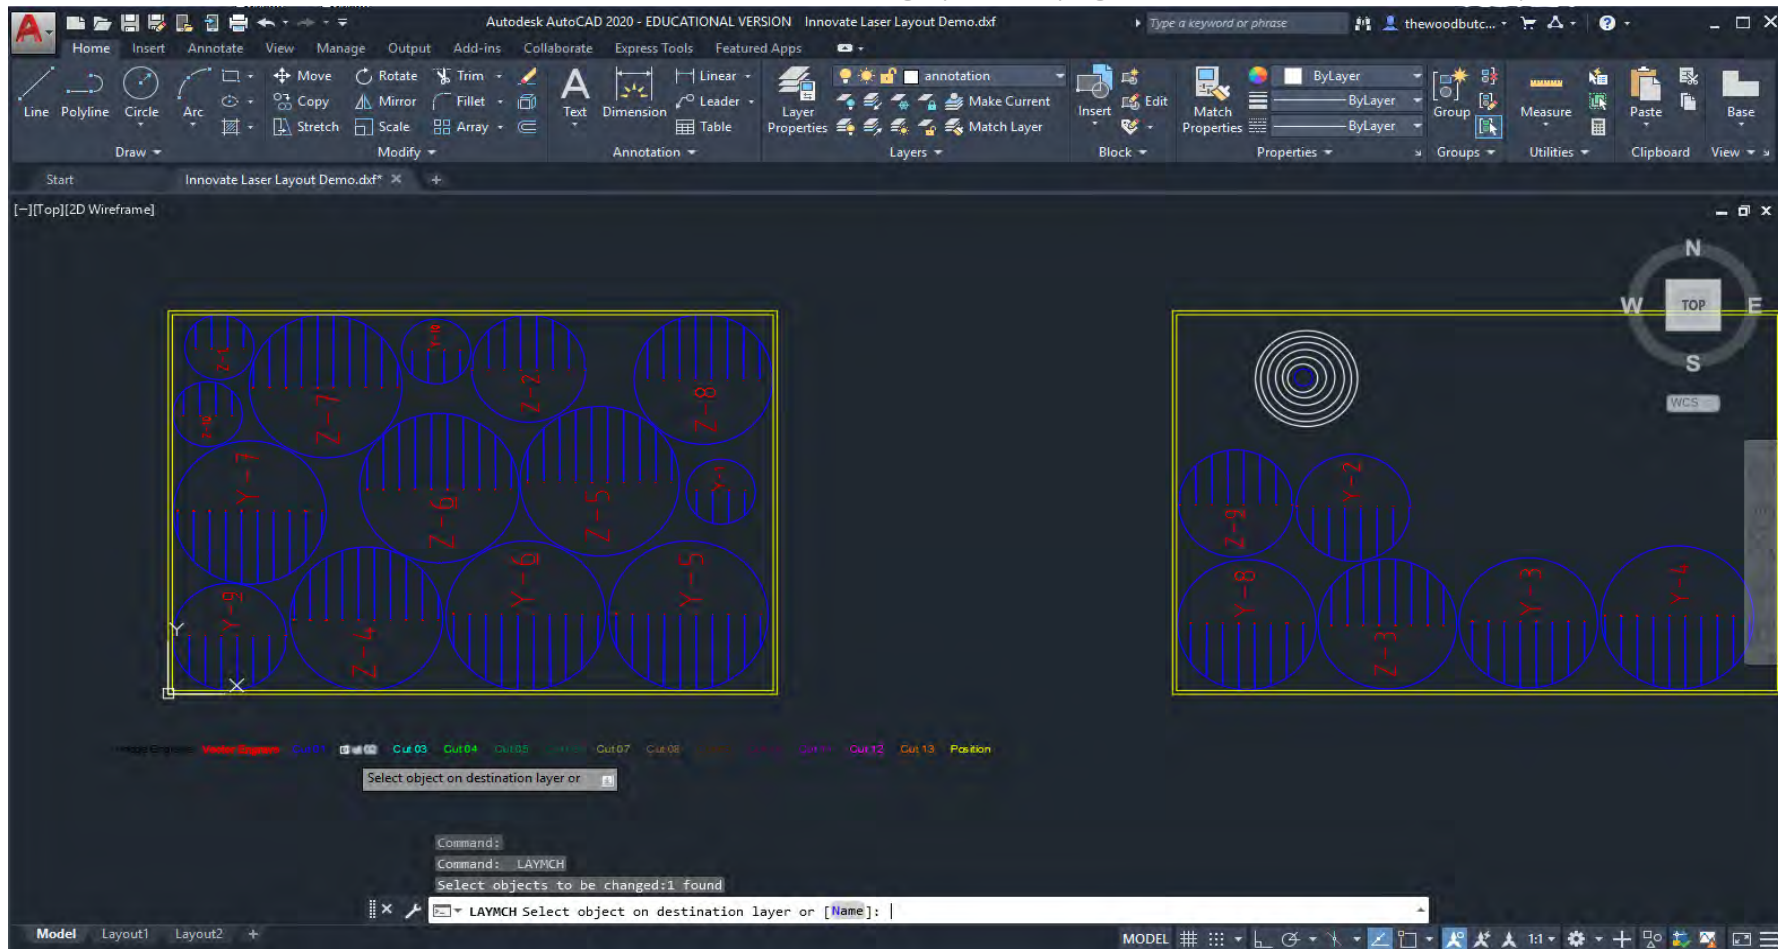 Autodesk AutoCAD 2020 - EDUCATIONAL VERSION Innovate Laser Layout Demo.dxf
Type a keyword or phrase
thewoodbutc...
Home Insert Annotate View Manage Output Add-ins Collaborate Express Tools Featured Apps
Line Polyline Circle Arc
Move Rotate Trim
Copy Mirror Fillet
Stretch Scale Array
Text Dimension
Linear
Leader
Table
Layer Properties
annotation
Make Current
Match Layer
Insert
Edit
Match Properties
ByLayer
ByLayer
ByLayer
Group
Measure
Paste
Base
Draw Modify Annotation Layers Block Properties Groups Utilities Clipboard View
Start Innovate Laser Layout Demo.dxf*
[−][Top][2D Wireframe]
N
W TOP E
S
WCS
Z-1
Z-7
Z-2
Z-8
Y-7
Z-6
Z-5
Y-1
Y-9
Z-4
Y-6
Y-5
Y
X
Z-9
Y-2
Y-8
Z-3
Y-3
Y-4
Cut 03 Cut 04 Cut 05 Cut 07 Cut 08 Cut 12 Cut 13 Position
Select object on destination layer or
Command:
Command: LAYMCH
Select objects to be changed:1 found
LAYMCH Select object on destination layer or [Name]:
Model Layout1 Layout2 +
MODEL
1:1